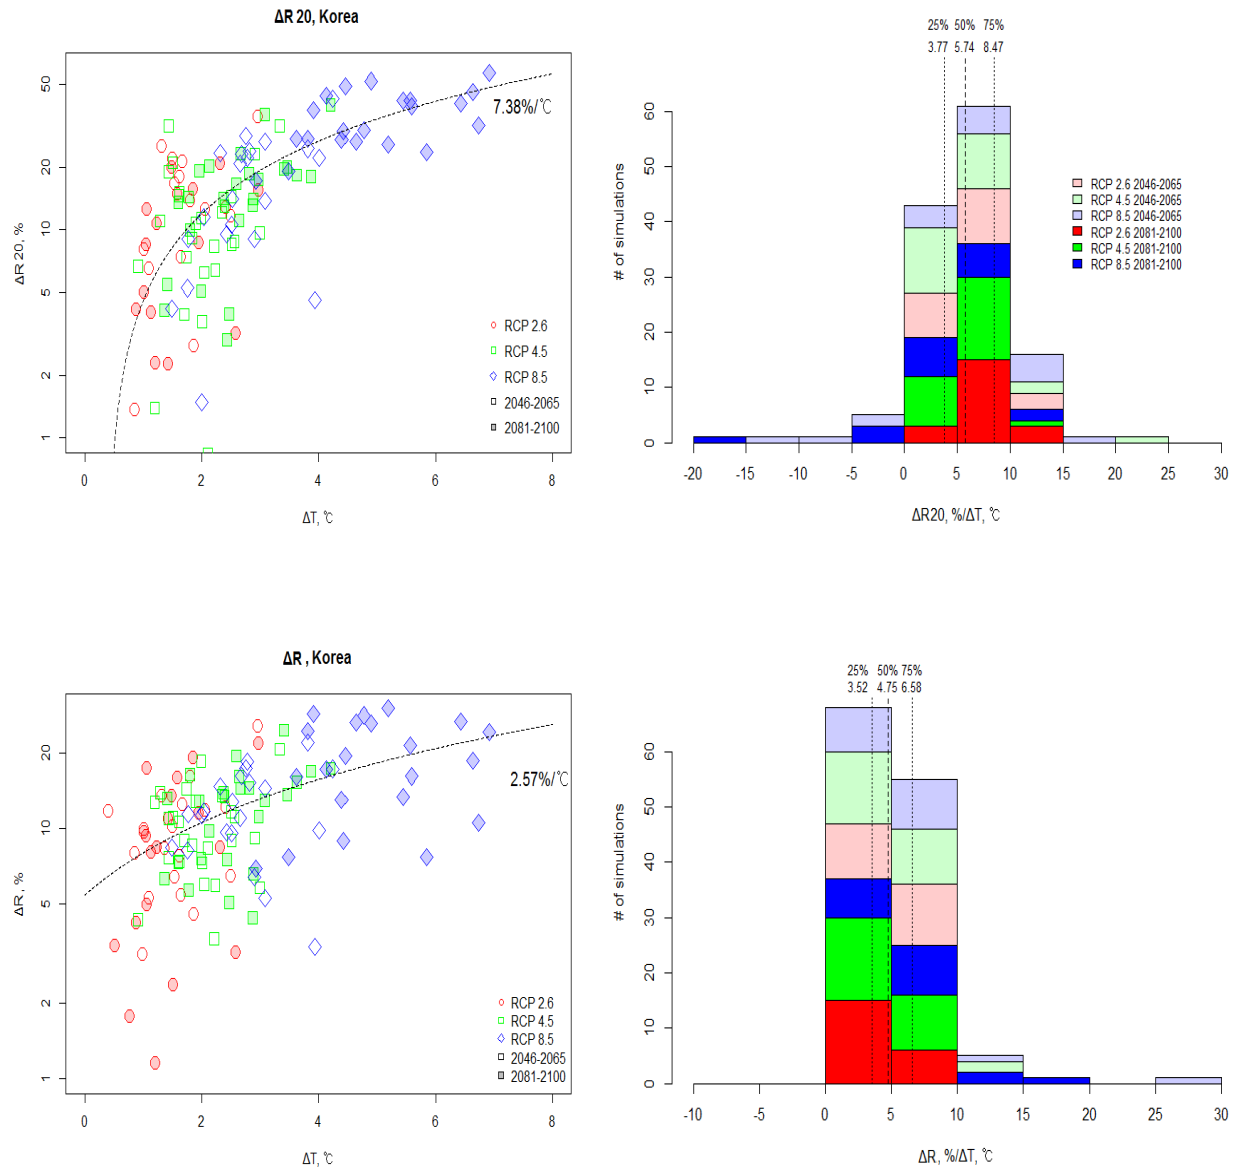 ΔR 20, Korea
50
20
10
5
2
1
ΔR 20, %
7.38%/℃
RCP 2.6
RCP 4.5
RCP 8.5
2046-2065
2081-2100
0 2 4 6 8
ΔT, ℃
25% 50% 75%
3.77 5.74 8.47
60
50
40
30
20
10
0
# of simulations
RCP 2.6 2046-2065
RCP 4.5 2046-2065
RCP 8.5 2046-2065
RCP 2.6 2081-2100
RCP 4.5 2081-2100
RCP 8.5 2081-2100
-20 -15 -10 -5 0 5 10 15 20 25 30
ΔR20, %/ΔT, ℃
ΔR , Korea
20
10
5
2
1
ΔR, %
2.57%/℃
RCP 2.6
RCP 4.5
RCP 8.5
2046-2065
2081-2100
0 2 4 6 8
ΔT, ℃
25% 50% 75%
3.52 4.75 6.58
60
50
40
30
20
10
0
# of simulations
-10 -5 0 5 10 15 20 25 30
ΔR, %/ΔT, ℃